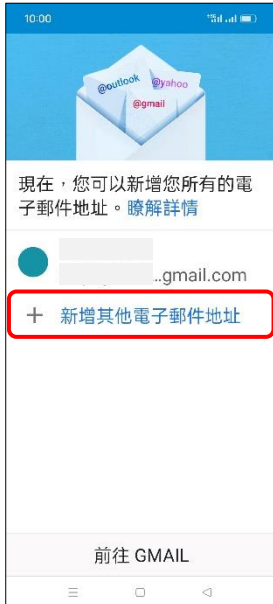 10:00
@outlook
@yahoo
@gmail
現在，您可以新增您所有的電
子郵件地址。瞭解詳情
...gmail.com
+ 新增其他電子郵件地址
前往 GMAIL